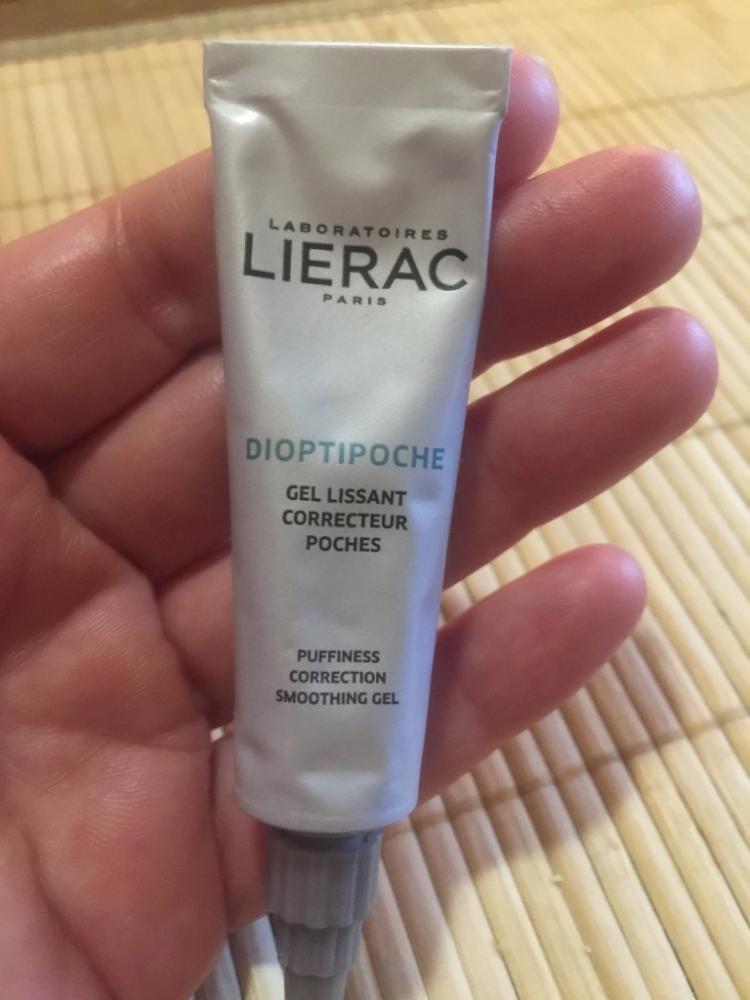 LABORATOIRES
LIERAC
PARIS
DIOPTIPOCHE
GEL LISSANT
CORRECTEUR
POCHES
PUFFINESS
CORRECTION
SMOOTHING GEL